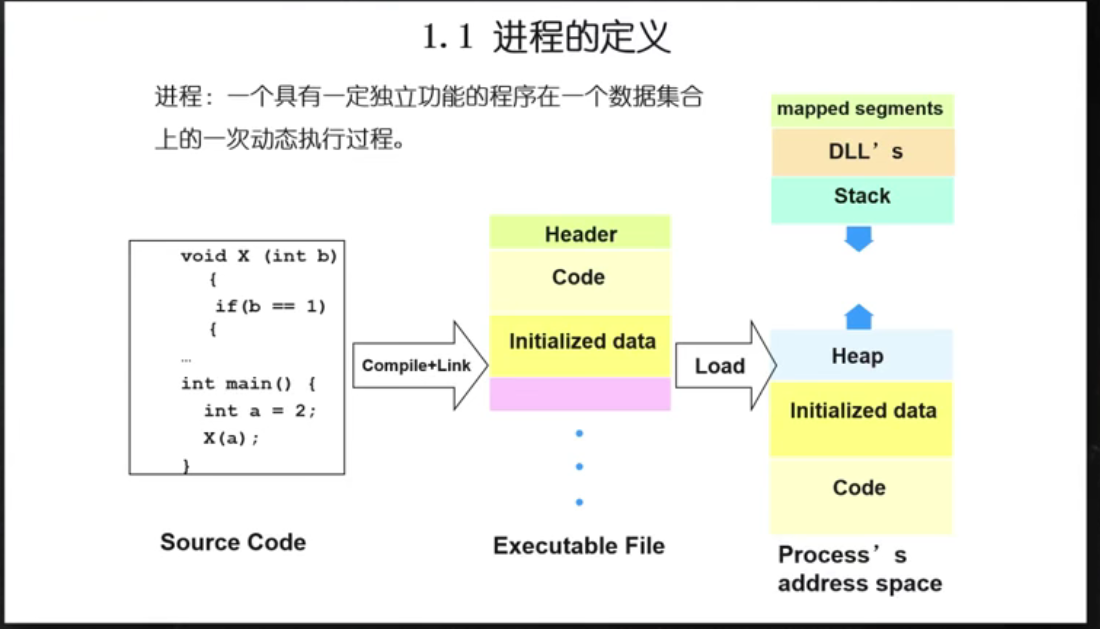 1.1 进程的定义
进程：一个具有一定独立功能的程序在一个数据集合
上的一次动态执行过程。
void X (int b)
{
if(b == 1)
{
…
int main() {
int a = 2;
X(a);
}
Source Code
Compile+Link
Header
Code
Initialized data
Executable File
Load
mapped segments
DLL’s
Stack
Heap
Initialized data
Code
Process’s
address space